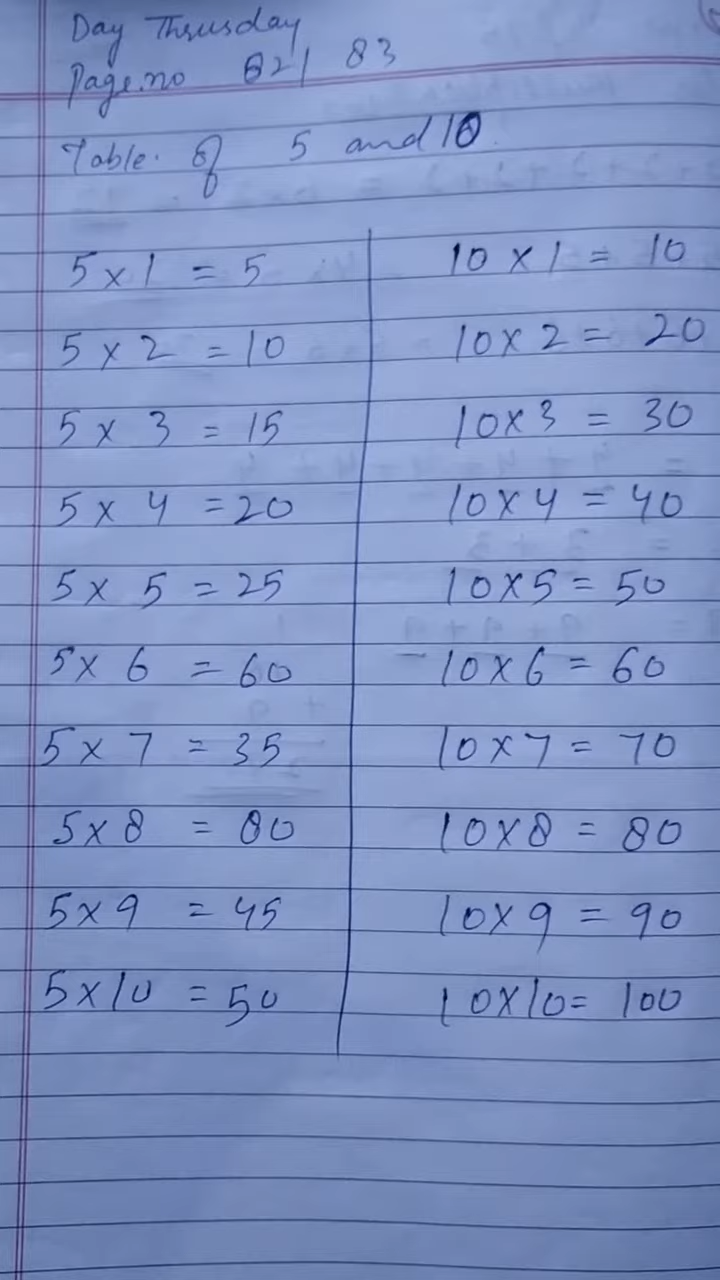 Day Thrusday
Page.no 82/ 83
Table. of 5 and 10.
5 x 1 = 5
5 x 2 = 10
5 x 3 = 15
5 x 4 = 20
5 x 5 = 25
5 x 6 = 60
5 x 7 = 35
5 x 8 = 80
5 x 9 = 45
5 x 10 = 50
10 x 1 = 10
10 x 2 = 20
10 x 3 = 30
10 x 4 = 40
10 x 5 = 50
10 x 6 = 60
10 x 7 = 70
10 x 8 = 80
10 x 9 = 90
10 x 10 = 100